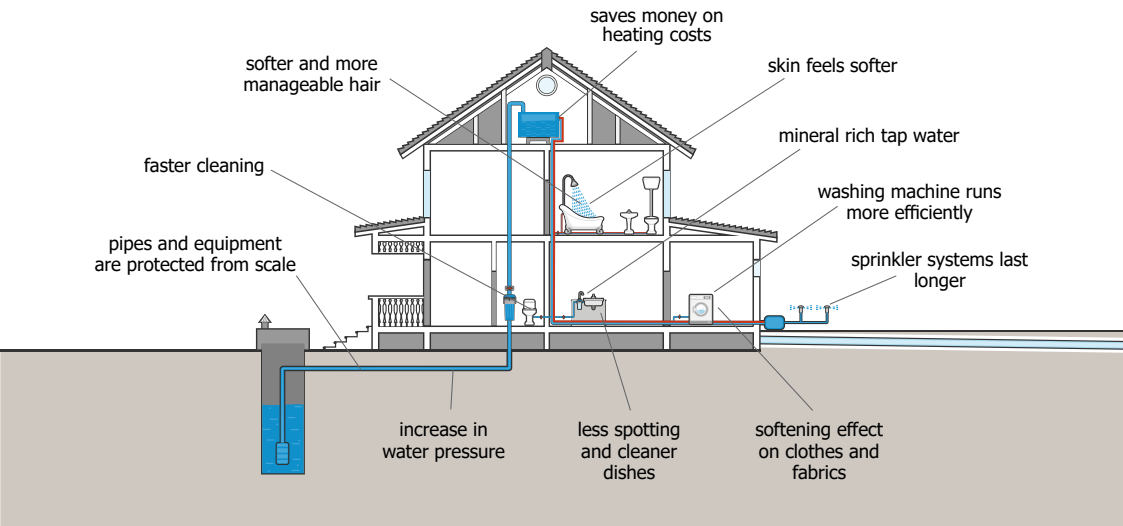 saves money on
heating costs
softer and more
manageable hair
skin feels softer
mineral rich tap water
faster cleaning
washing machine runs
more efficiently
pipes and equipment
are protected from scale
sprinkler systems last
longer
increase in
water pressure
less spotting
and cleaner
dishes
softening effect
on clothes and
fabrics